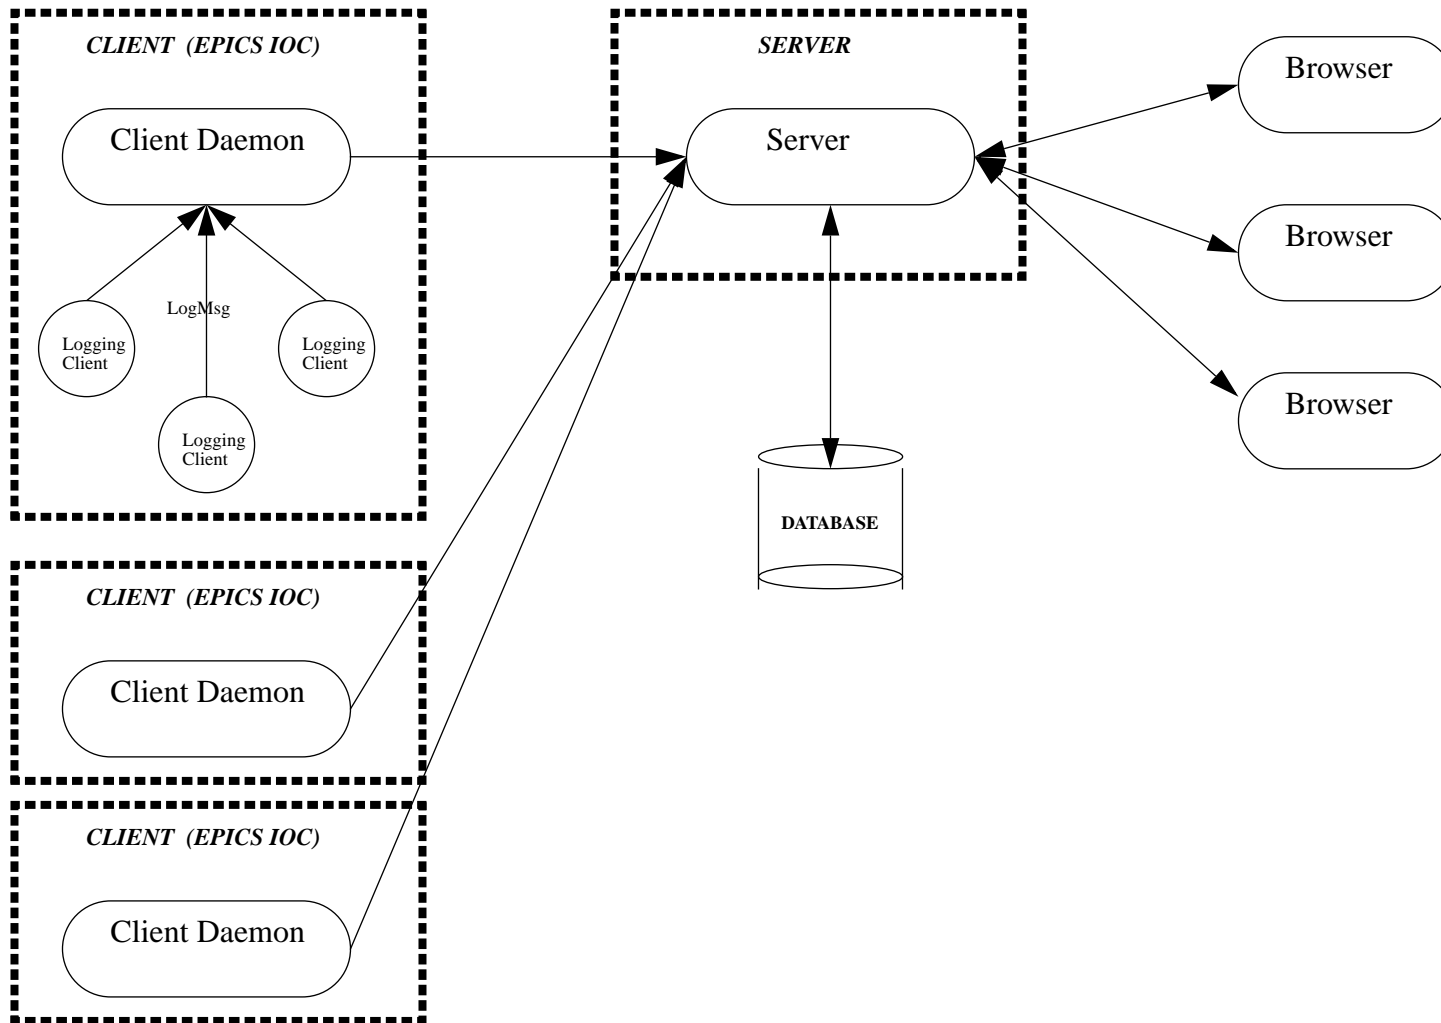 CLIENT (EPICS IOC)
Client Daemon
LogMsg
Logging
Client
Logging
Client
Logging
Client
CLIENT (EPICS IOC)
Client Daemon
CLIENT (EPICS IOC)
Client Daemon
SERVER
Server
DATABASE
Browser
Browser
Browser